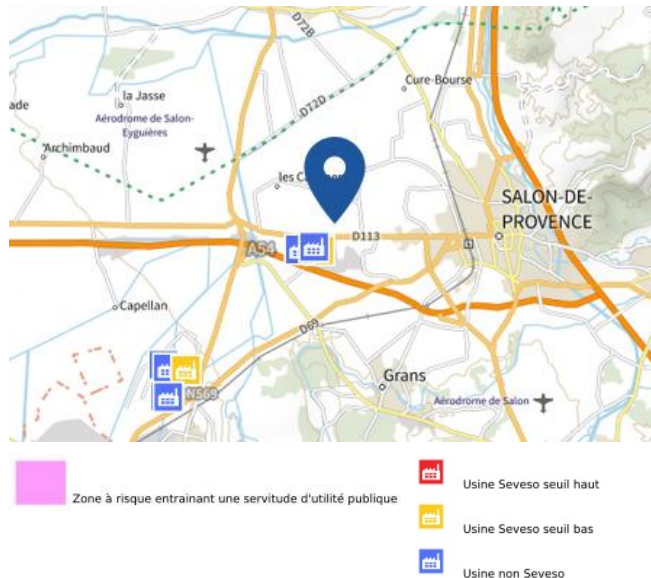 D72B
Cure-Bourse
la Jasse
D72D
ade
Aérodrome de Salon-
Eyguières
Archimbaud
les Ca
SALON-DE-
PROVENCE
D113
A54
Capellan
D69
Grans
N569
Aérodrome de Salon
Zone à risque entrainant une servitude d'utilité publique
Usine Seveso seuil haut
Usine Seveso seuil bas
Usine non Seveso